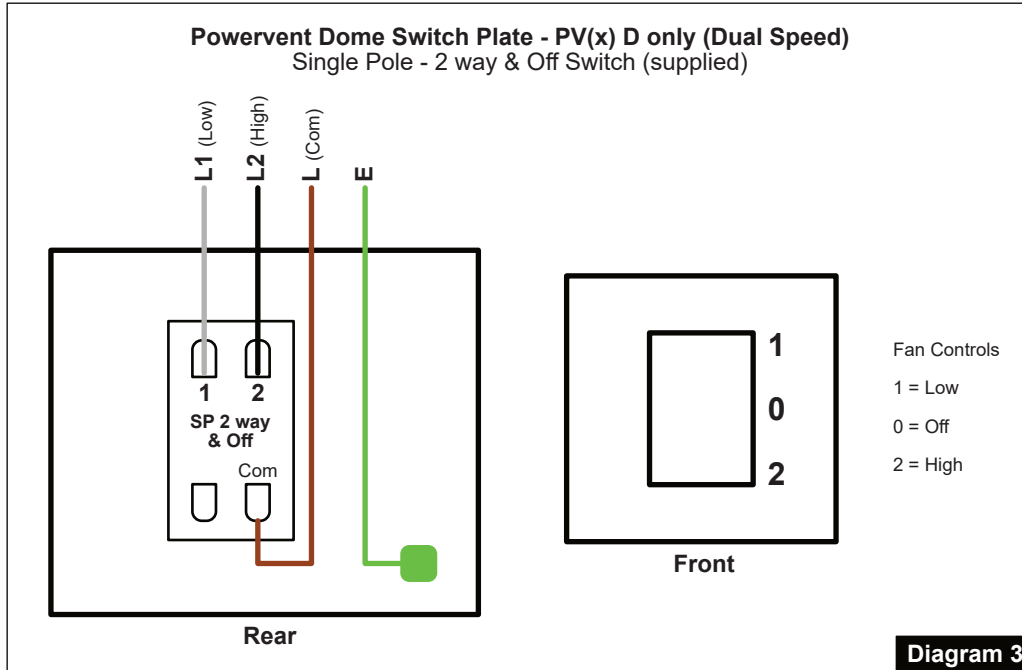 Powervent Dome Switch Plate - PV(x) D only (Dual Speed)
Single Pole - 2 way & Off Switch (supplied)
L1 (Low)
L2 (High)
L (Com)
E
1
2
SP 2 way
& Off
Com
Rear
1
0
2
Front
Fan Controls
1 = Low
0 = Off
2 = High
Diagram 3